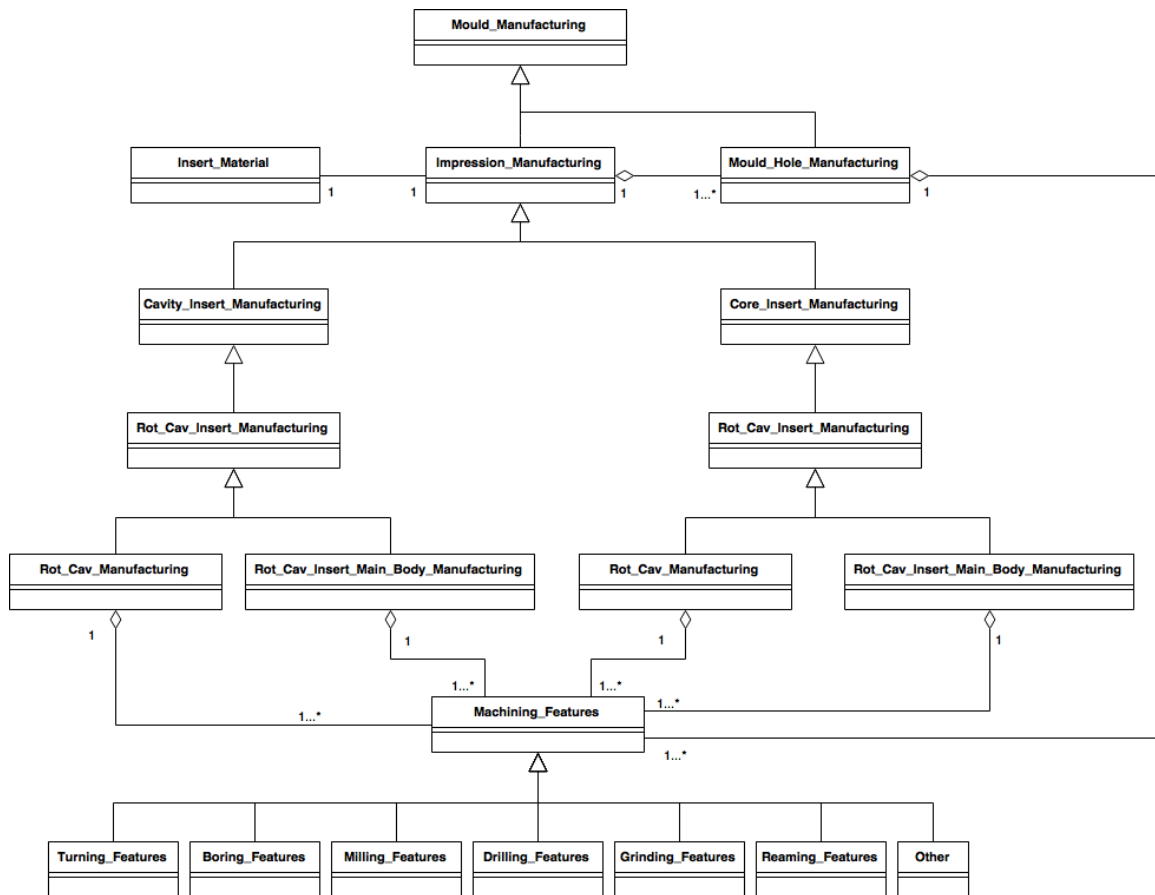 Mould_Manufacturing
Insert_Material
Impression_Manufacturing
Mould_Hole_Manufacturing
1
1
1
1...*
1
Cavity_Insert_Manufacturing
Core_Insert_Manufacturing
Rot_Cav_Insert_Manufacturing
Rot_Cav_Insert_Manufacturing
Rot_Cav_Manufacturing
Rot_Cav_Insert_Main_Body_Manufacturing
Rot_Cav_Manufacturing
Rot_Cav_Insert_Main_Body_Manufacturing
1
1
1
1
1...*
1...*
1...*
1...*
Machining_Features
1...*
Turning_Features
Boring_Features
Milling_Features
Drilling_Features
Grinding_Features
Reaming_Features
Other